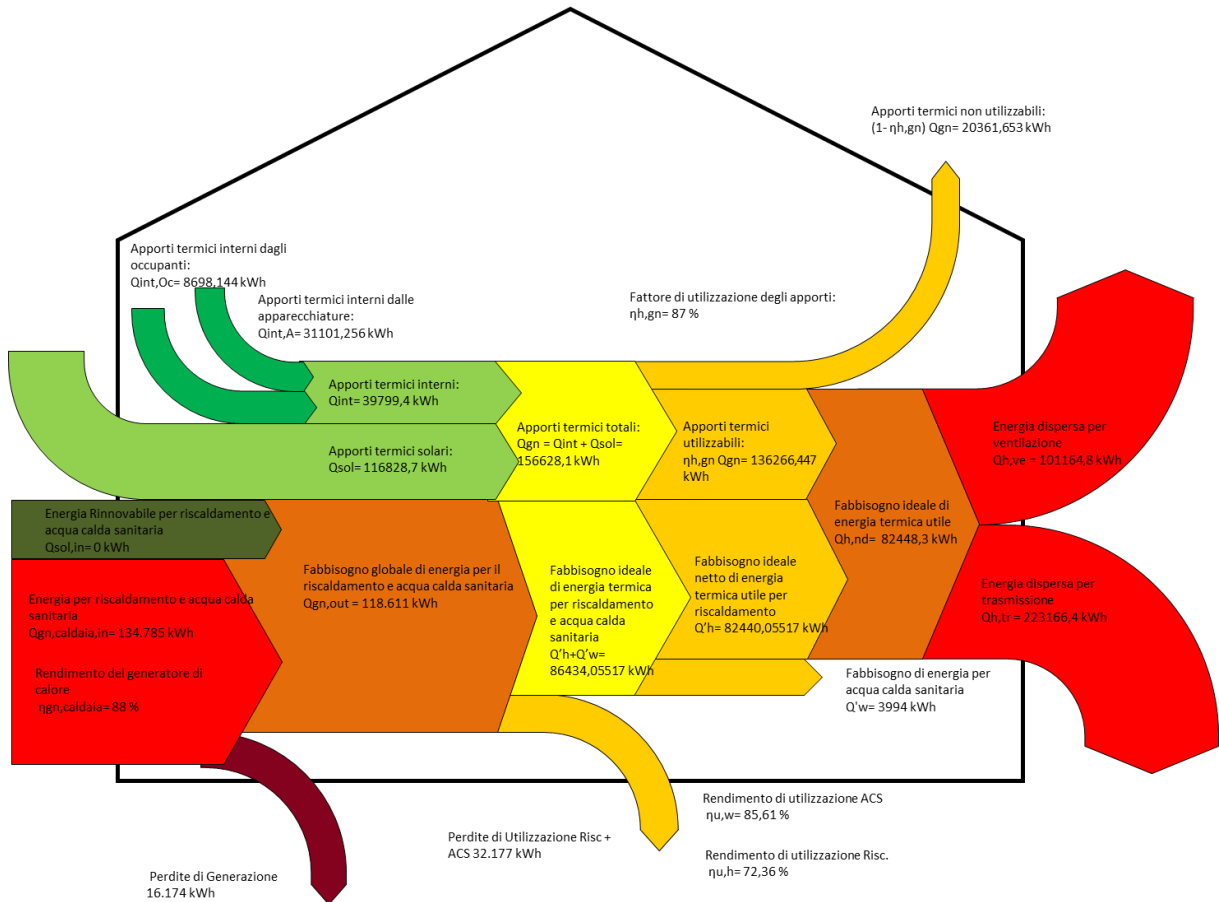 Apporti termici non utilizzabili:
(1- ηh,gn) Qgn= 20361,653 kWh
Apporti termici interni dagli
occupanti:
Qint,Oc= 8698,144 kWh
Apporti termici interni dalle
apparecchiature:
Qint,A= 31101,256 kWh
Fattore di utilizzazione degli apporti:
ηh,gn= 87 %
Apporti termici interni:
Qint= 39799,4 kWh
Apporti termici solari:
Qsol= 116828,7 kWh
Apporti termici totali:
Qgn = Qint + Qsol=
156628,1 kWh
Apporti termici
utilizzabili:
ηh,gn Qgn= 136266,447
kWh
Energia dispersa per
ventilazione
Qh,ve = 101164,8 kWh
Energia Rinnovabile per riscaldamento e
acqua calda sanitaria
Qsol,in= 0 kWh
Fabbisogno ideale di
energia termica utile
Qh,nd= 82448,3 kWh
Energia per riscaldamento e acqua calda
sanitaria
Qgn,caldaia,in= 134.785 kWh
Rendimento del generatore di
calore
ηgn,caldaia= 88 %
Fabbisogno globale di energia per il
riscaldamento e acqua calda sanitaria
Qgn,out = 118.611 kWh
Fabbisogno ideale
di energia termica
per riscaldamento
e acqua calda
sanitaria
Q’h+Q’w=
86434,05517 kWh
Fabbisogno ideale
netto di energia
termica utile per
riscaldamento
Q’h= 82440,05517 kWh
Energia dispersa per
trasmissione
Qh,tr= 223166,4 kWh
Fabbisogno di energia per
acqua calda sanitaria
Q'w= 3994 kWh
Rendimento di utilizzazione ACS
ηu,w= 85,61 %
Perdite di Utilizzazione Risc +
ACS 32.177 kWh
Rendimento di utilizzazione Risc.
ηu,h= 72,36 %
Perdite di Generazione
16.174 kWh